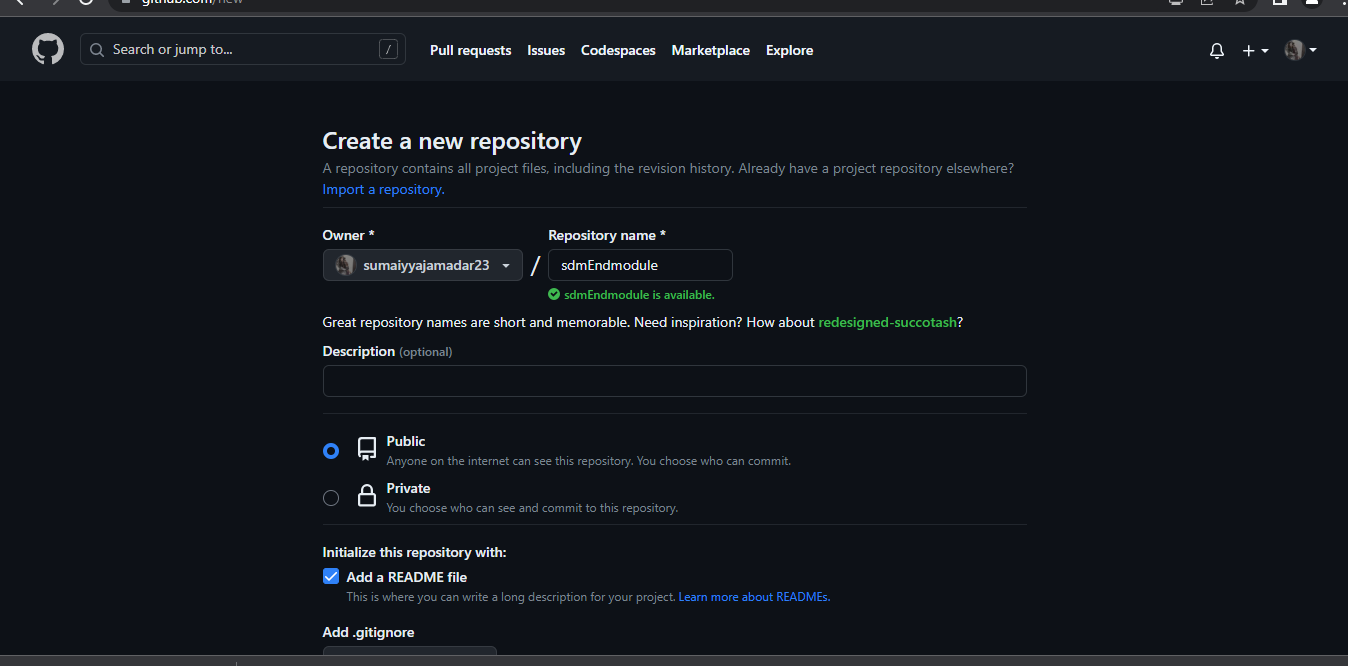 github.com/new
Search or jump to... /
Pull requests Issues Codespaces Marketplace Explore
Create a new repository
A repository contains all project files, including the revision history. Already have a project repository elsewhere?
Import a repository.
Owner * Repository name *
sumaiyyajamadar23 / sdmEndmodule
sdmEndmodule is available.
Great repository names are short and memorable. Need inspiration? How about redesigned-succotash?
Description (optional)
Public
Anyone on the internet can see this repository. You choose who can commit.
Private
You choose who can see and commit to this repository.
Initialize this repository with:
Add a README file
This is where you can write a long description for your project. Learn more about READMEs.
Add .gitignore